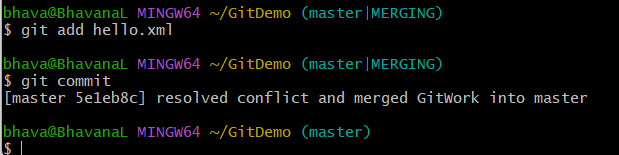 bhava@BhavanaL MINGW64 ~/GitDemo (master|MERGING)
$ git add hello.xml
bhava@BhavanaL MINGW64 ~/GitDemo (master|MERGING)
$ git commit
[master 5e1eb8c] resolved conflict and merged GitWork into master
bhava@BhavanaL MINGW64 ~/GitDemo (master)
$